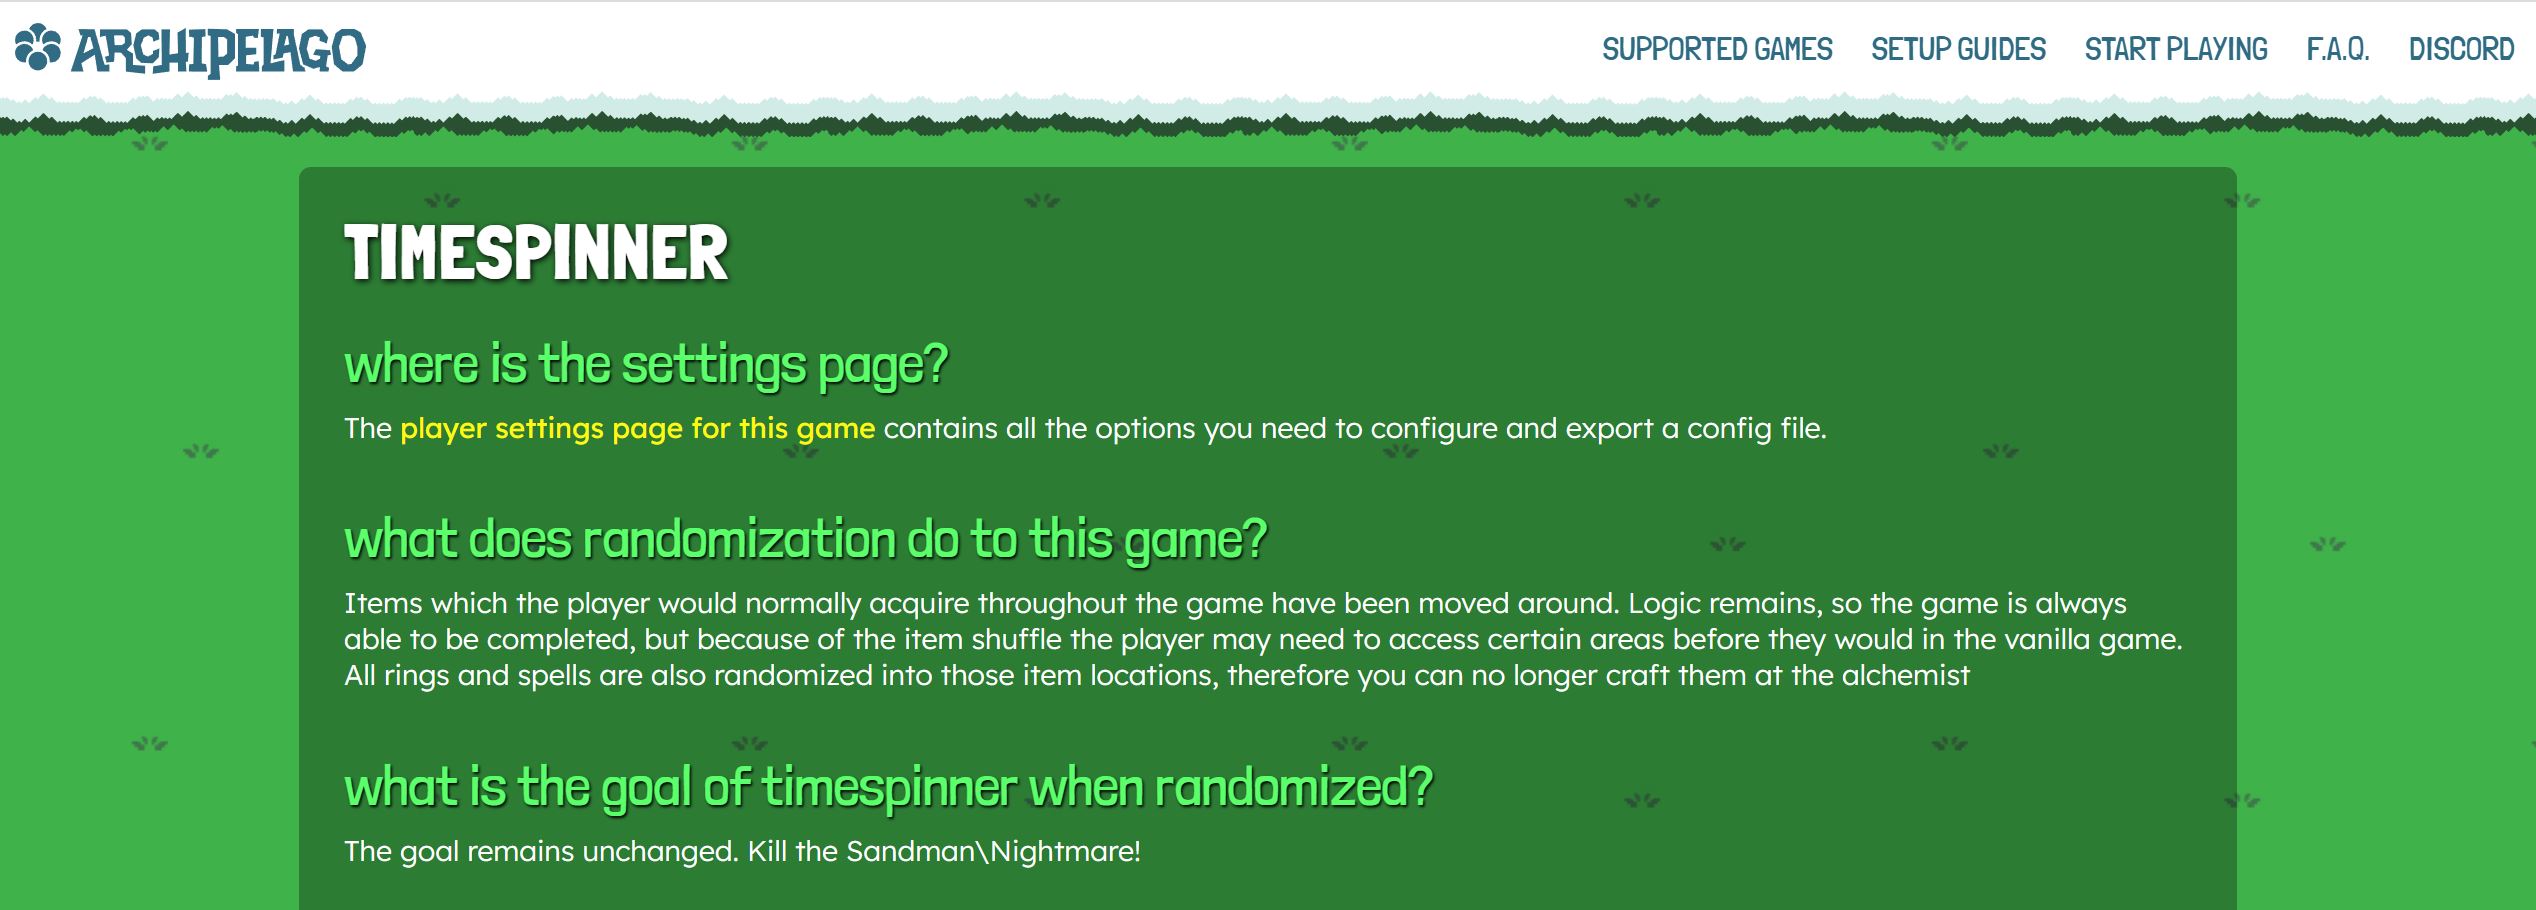 ARCHIPELAGO
SUPPORTED GAMES SETUP GUIDES START PLAYING F.A.Q. DISCORD
TIMESPINNER
where is the settings page?
The player settings page for this game contains all the options you need to configure and export a config file.
what does randomization do to this game?
Items which the player would normally acquire throughout the game have been moved around. Logic remains, so the game is always
able to be completed, but because of the item shuffle the player may need to access certain areas before they would in the vanilla game.
All rings and spells are also randomized into those item locations, therefore you can no longer craft them at the alchemist
what is the goal of timespinner when randomized?
The goal remains unchanged. Kill the Sandman\Nightmare!